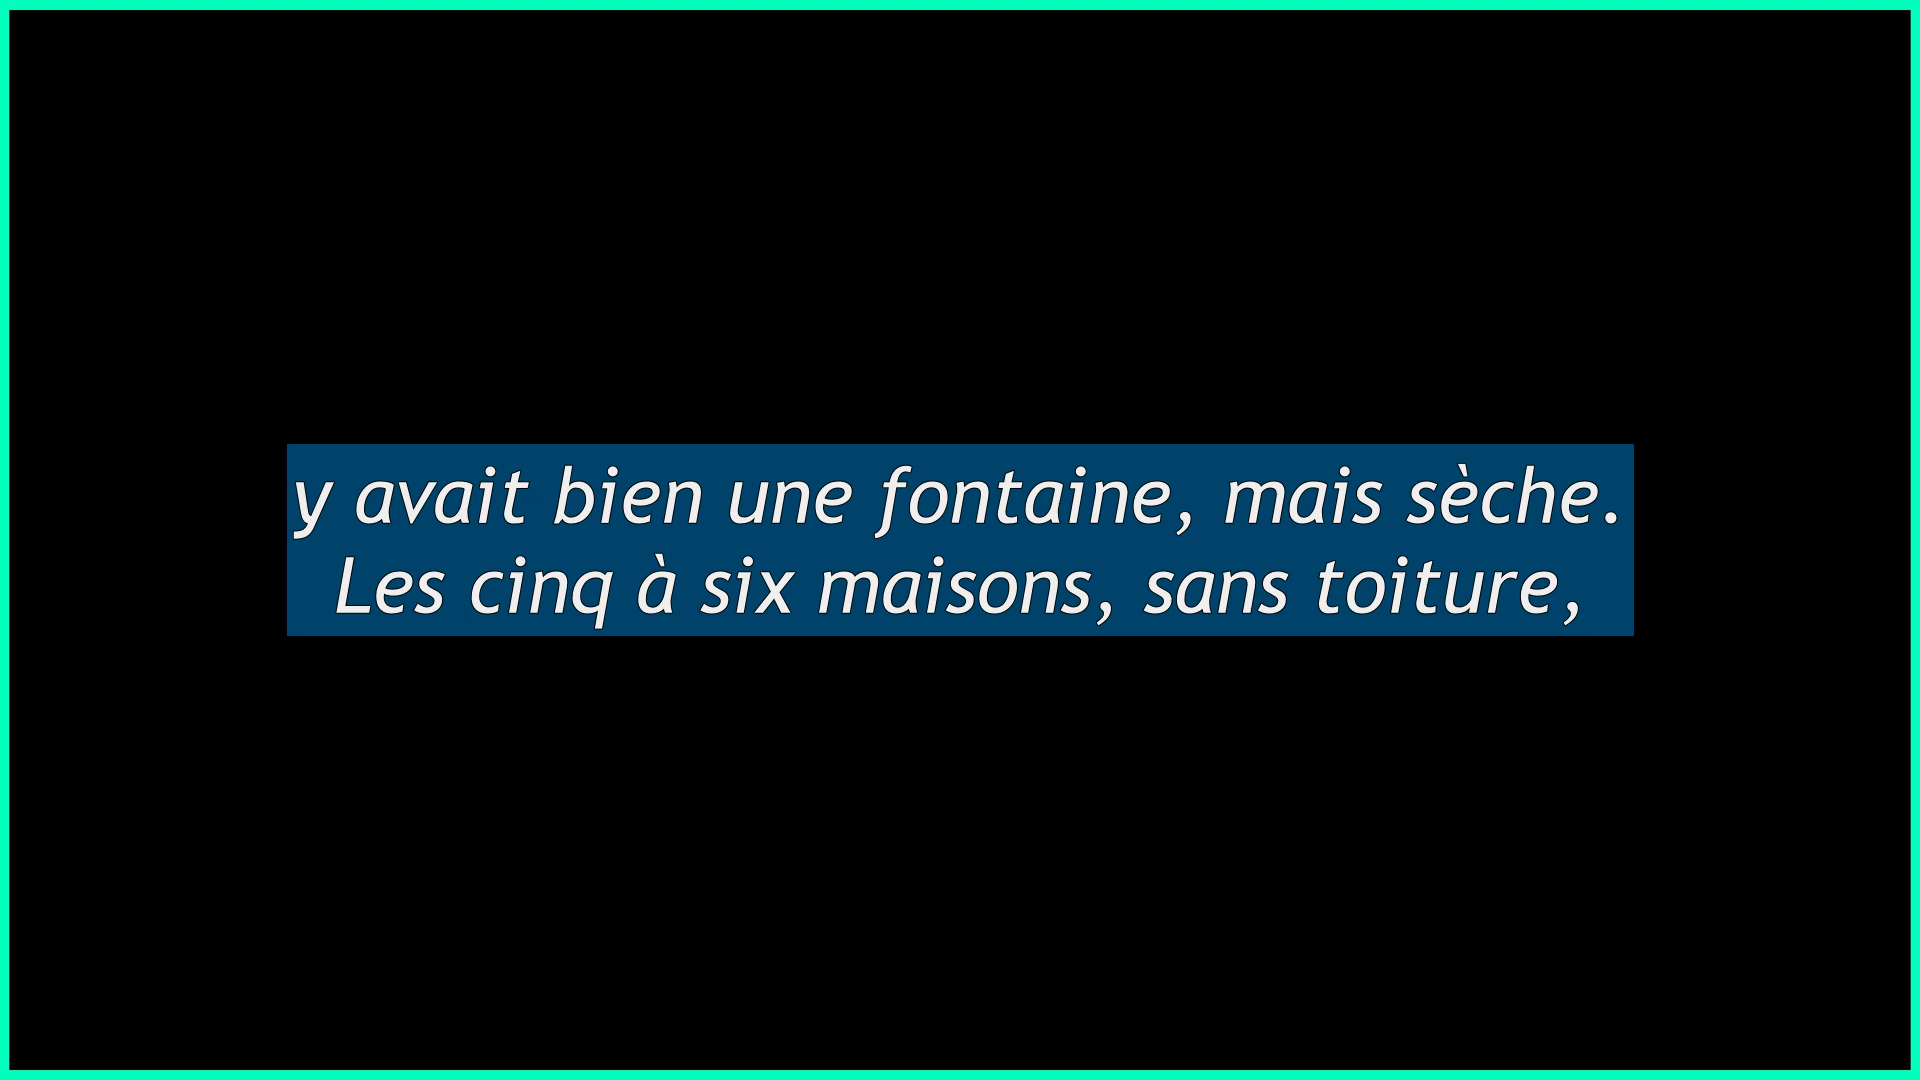 y avait bien une fontaine, mais sèche.
Les cinq à six maisons, sans toiture,